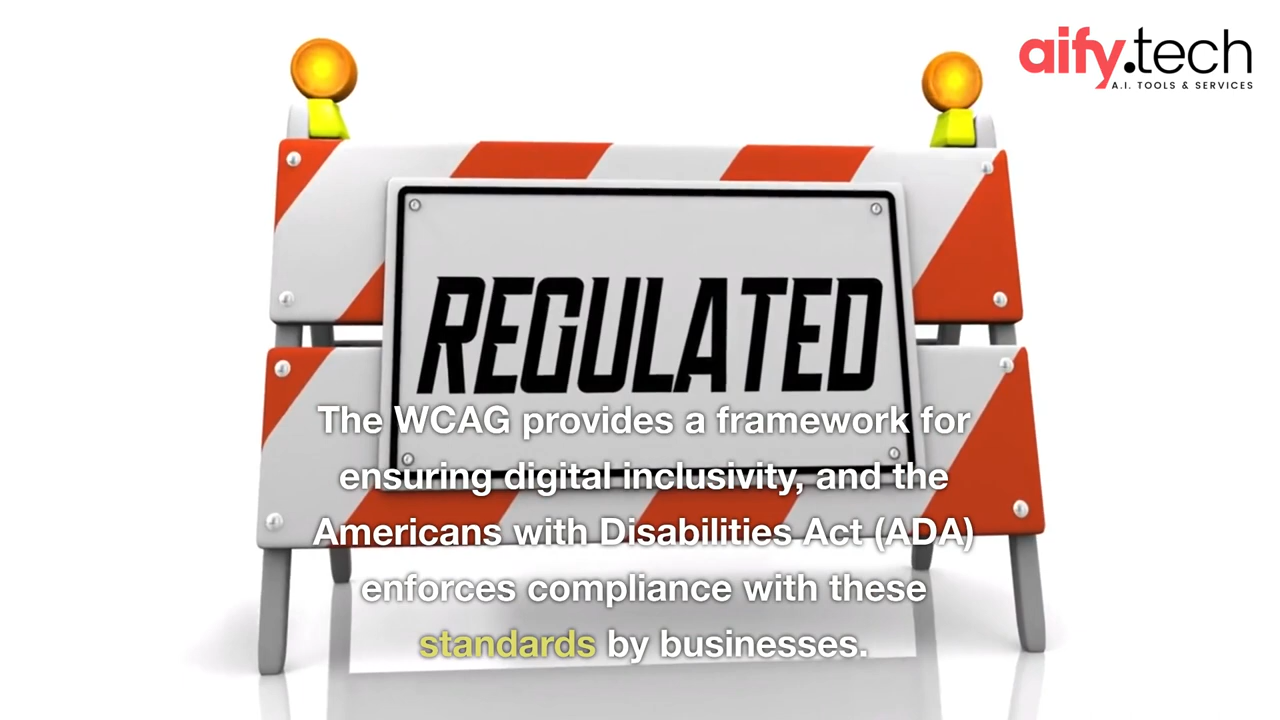 aify.tech
A.I. TOOLS & SERVICES
REGULATED
The WCAG provides a framework for
ensuring digital inclusivity, and the
Americans with Disabilities Act (ADA)
enforces compliance with these
standards by businesses.